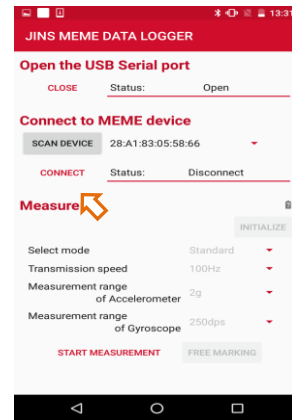 13:31
JINS MEME DATA LOGGER
Open the USB Serial port
CLOSE Status: Open
Connect to MEME device
SCAN DEVICE 28:A1:83:05:58:66
CONNECT Status: Disconnect
Measure
INITIALIZE
Select mode Standard
Transmission speed 100Hz
Measurement range
of Accelerometer 2g
Measurement range
of Gyroscope 250dps
START MEASUREMENT FREE MARKING